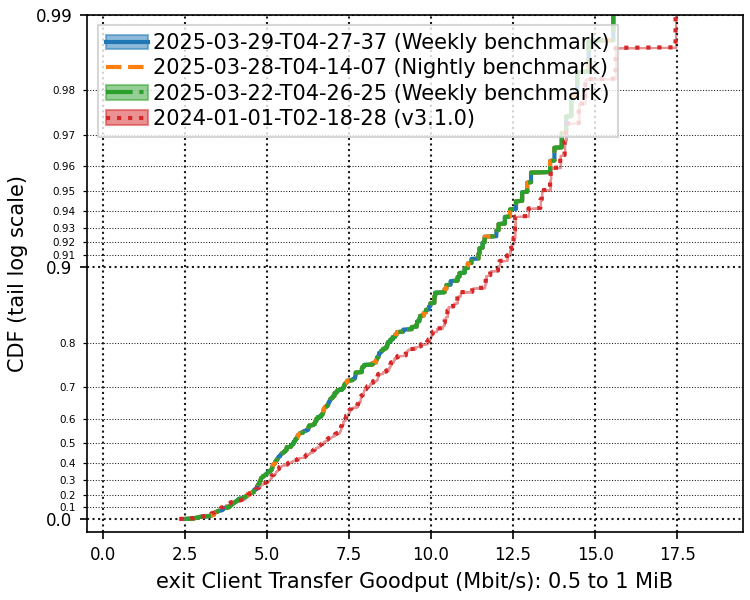 0.99
2025-03-29-T04-27-37 (Weekly benchmark)
2025-03-28-T04-14-07 (Nightly benchmark)
2025-03-22-T04-26-25 (Weekly benchmark)
2024-01-01-T02-18-28 (v3.1.0)
0.98
0.97
0.96
0.95
0.94
0.93
0.92
0.91
0.9
0.8
0.7
0.6
0.5
0.4
0.3
0.2
0.1
0.0
CDF (tail log scale)
0.0 2.5 5.0 7.5 10.0 12.5 15.0 17.5
exit Client Transfer Goodput (Mbit/s): 0.5 to 1 MiB